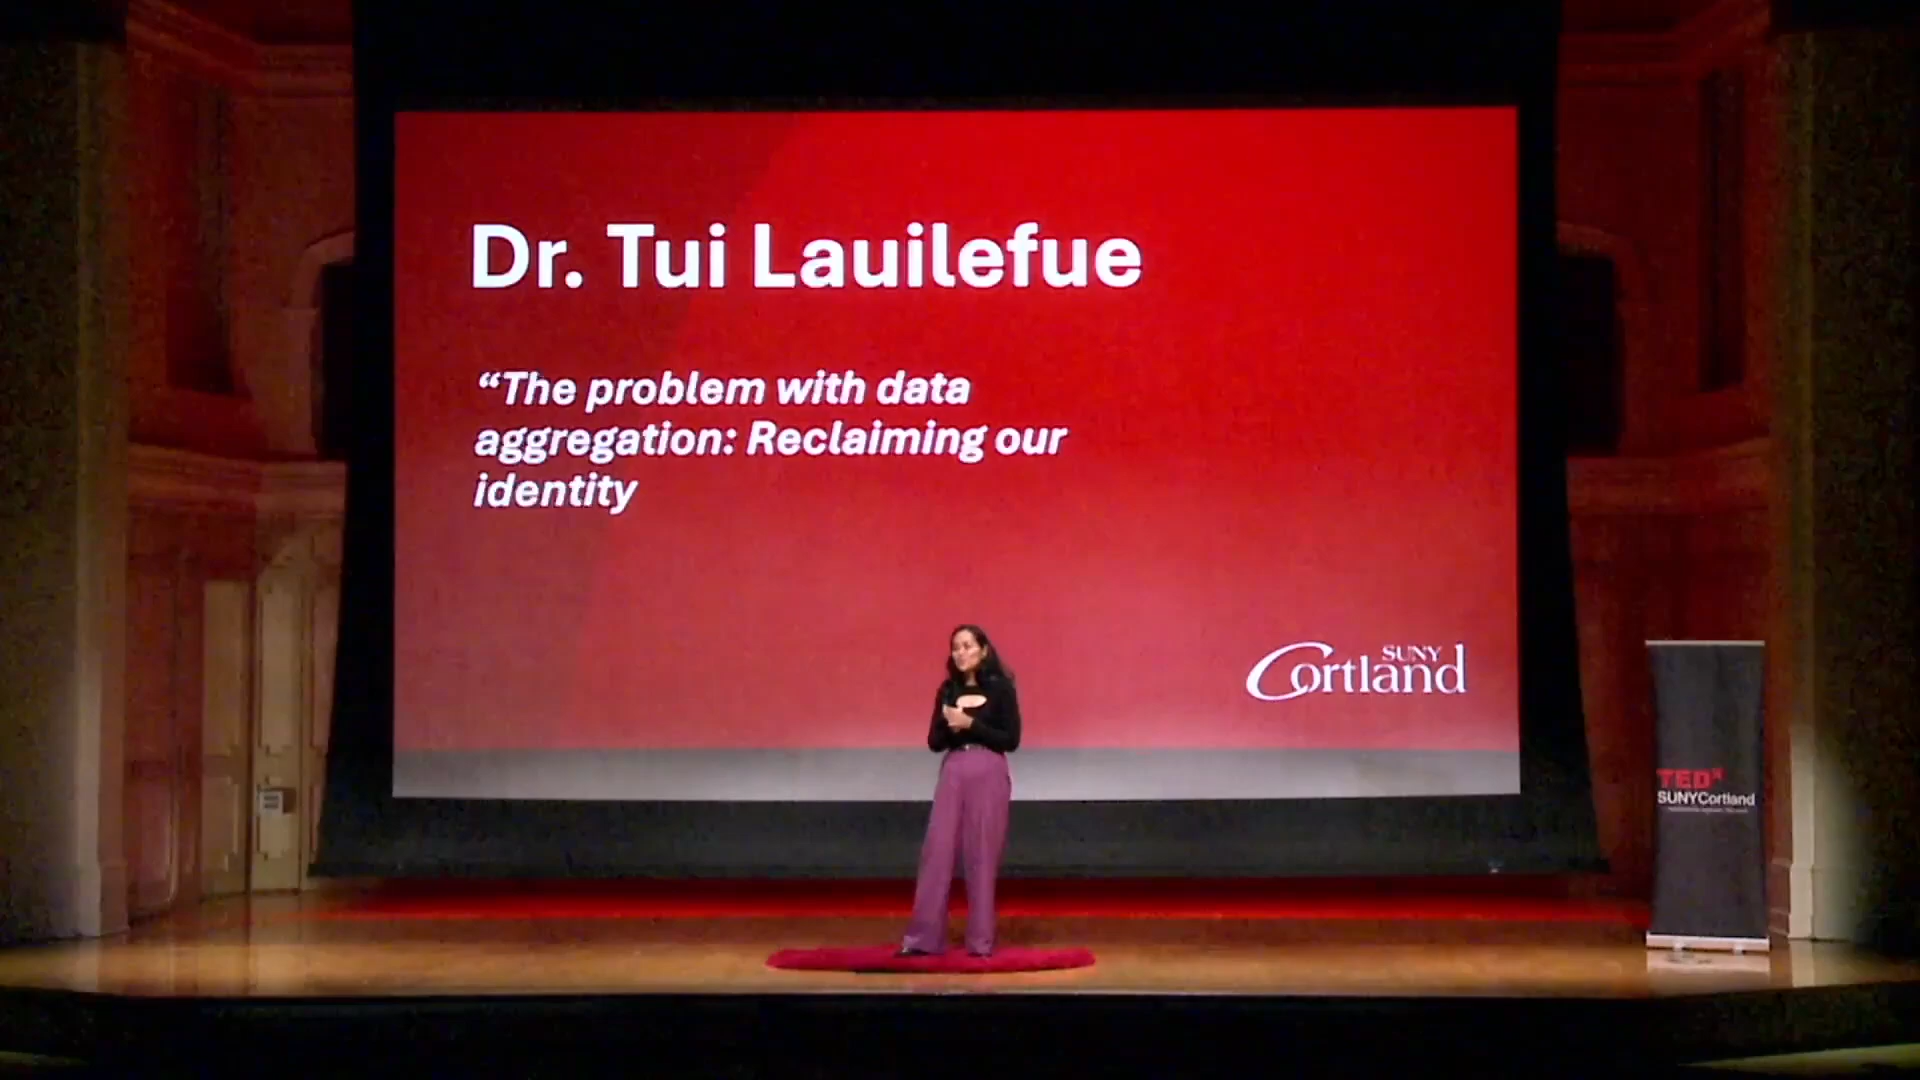 Dr. Tui Lauilefue
“The problem with data
aggregation: Reclaiming our
identity
SUNY
Cortland
TEDx
SUNYCortland